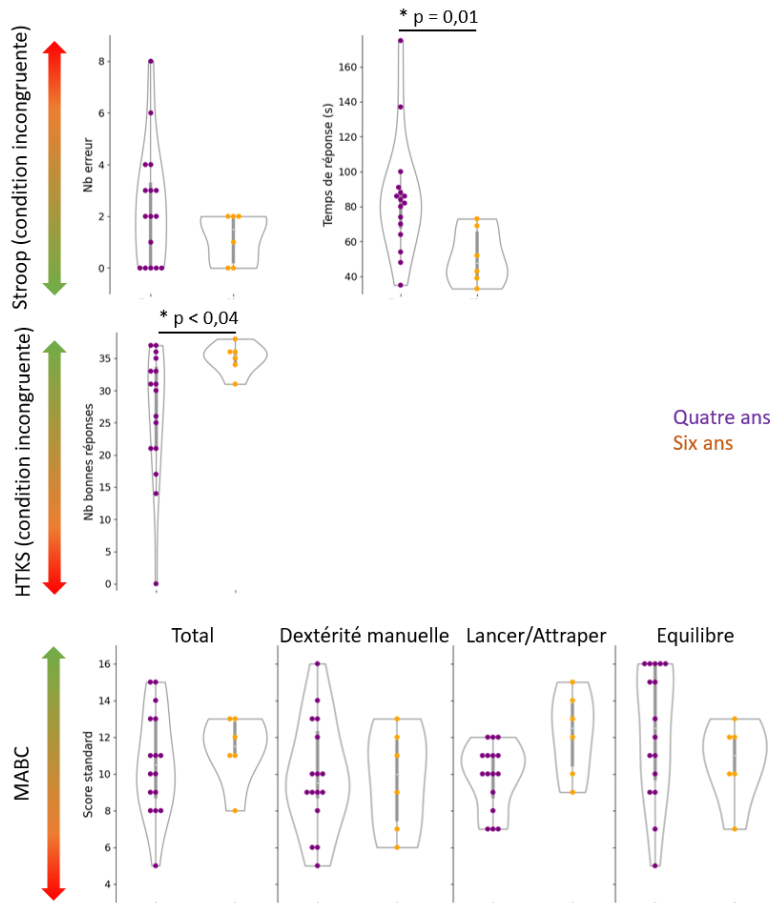 * p = 0,01
Stroop (condition incongruente)
Nb erreur
8
6
4
2
0
Temps de réponse (s)
160
140
120
100
80
60
40
* p < 0,04
HTKS (condition incongruente)
Nb bonnes réponses
35
30
25
20
15
10
5
0
Quatre ans
Six ans
Total
Dextérité manuelle
Lancer/Attraper
Equilibre
MABC
Score standard
16
14
12
10
8
6
4